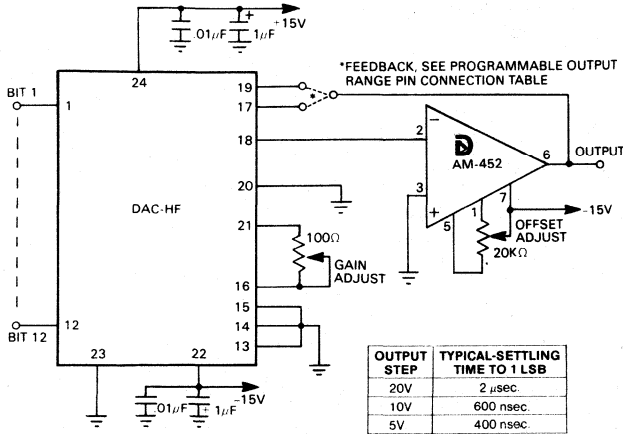 +15V
.01µF
+
1µF
*FEEDBACK, SEE PROGRAMMABLE OUTPUT
RANGE PIN CONNECTION TABLE
24
BIT 1
1
19
17
*
18
2
−
AM-452
6
OUTPUT
DAC-HF
20
3
+
5
1
7
−15V
OFFSET
ADJUST
20KΩ
21
100Ω
GAIN
ADJUST
16
15
14
13
12
BIT 12
23
22
−15V
.01µF
+
1µF
OUTPUT STEP TYPICAL-SETTLING TIME TO 1 LSB
20V 2 µsec.
10V 600 nsec.
5V 400 nsec.